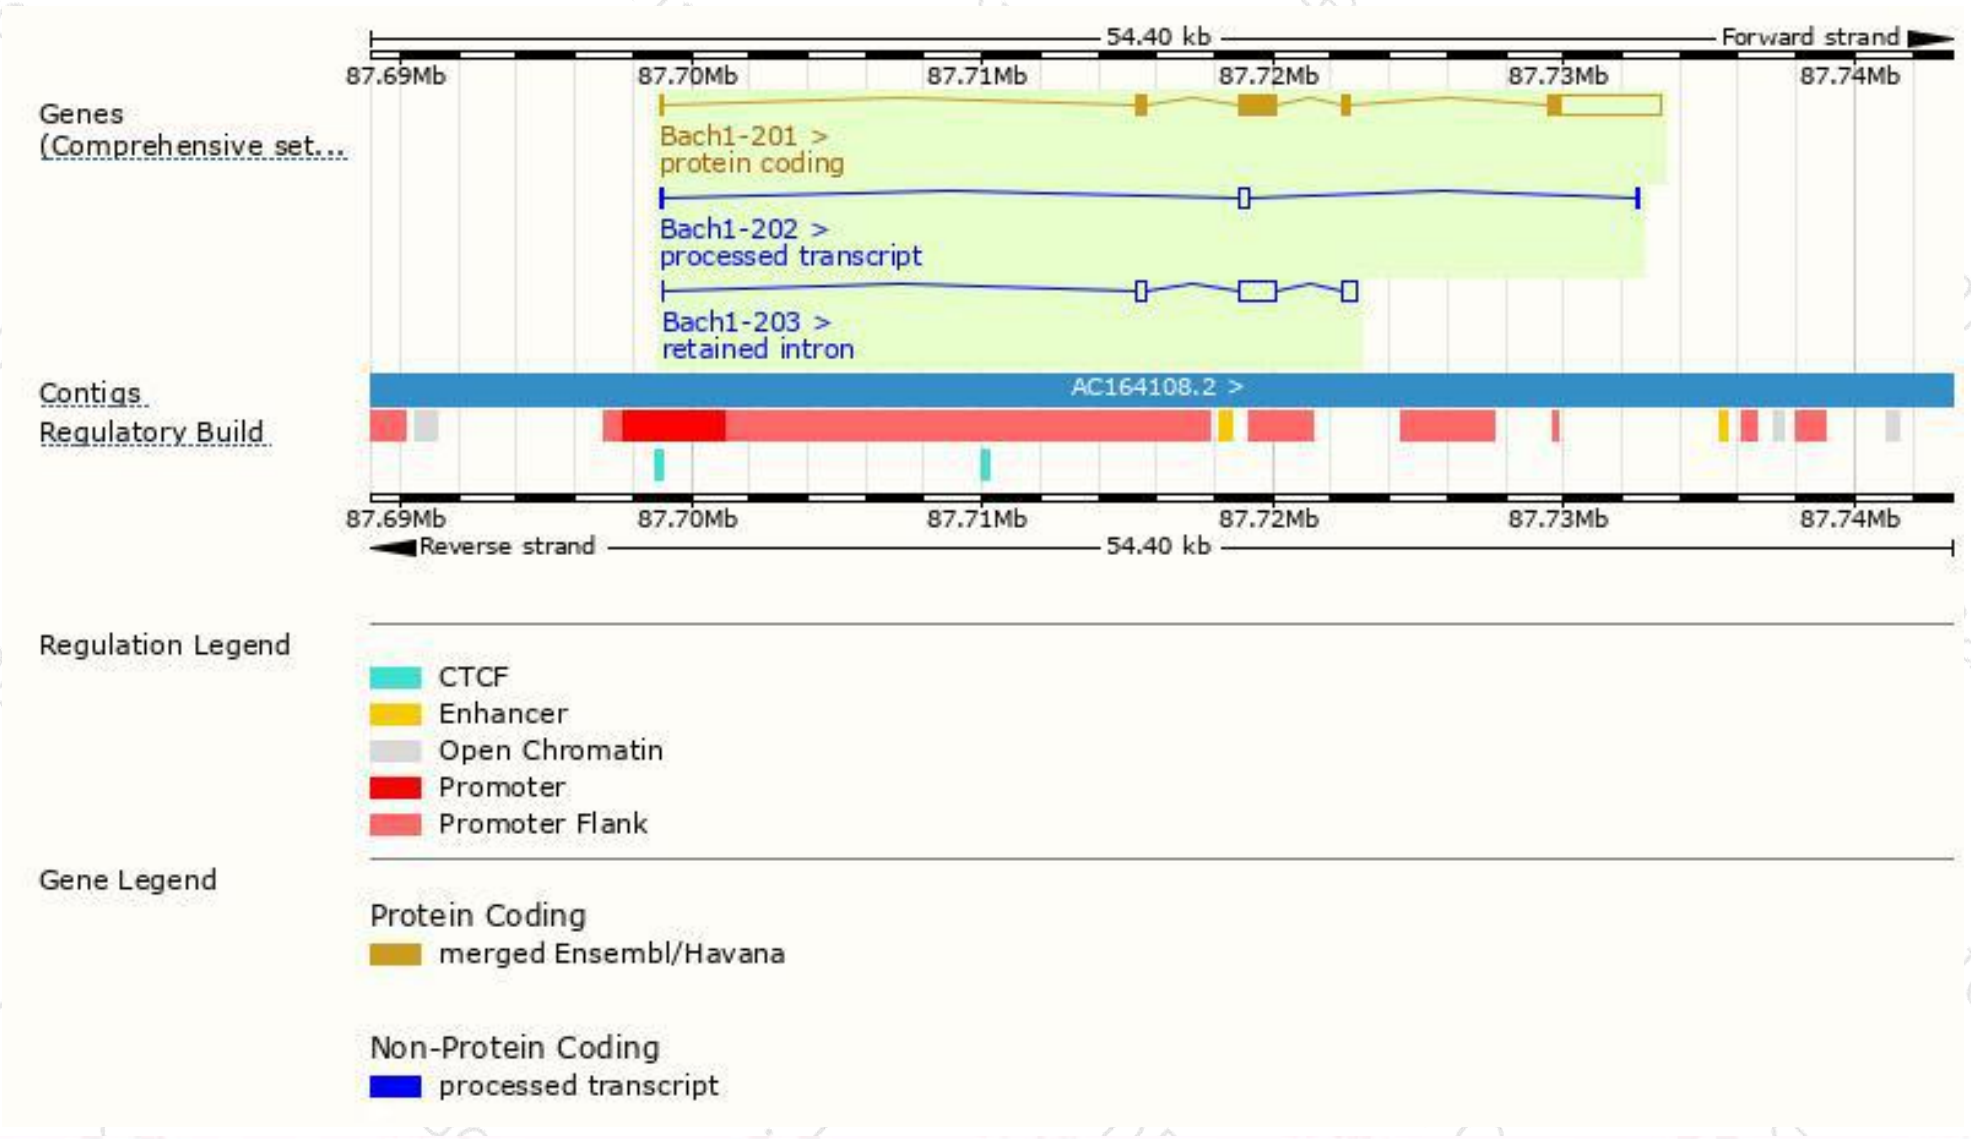 54.40 kb Forward strand
87.69Mb 87.70Mb 87.71Mb 87.72Mb 87.73Mb 87.74Mb
Genes
(Comprehensive set...
Bach1-201 >
protein coding
Bach1-202 >
processed transcript
Bach1-203 >
retained intron
Contigs AC164108.2 >
Regulatory Build
87.69Mb 87.70Mb 87.71Mb 87.72Mb 87.73Mb 87.74Mb
Reverse strand 54.40 kb
Regulation Legend
CTCF
Enhancer
Open Chromatin
Promoter
Promoter Flank
Gene Legend
Protein Coding
merged Ensembl/Havana
Non-Protein Coding
processed transcript